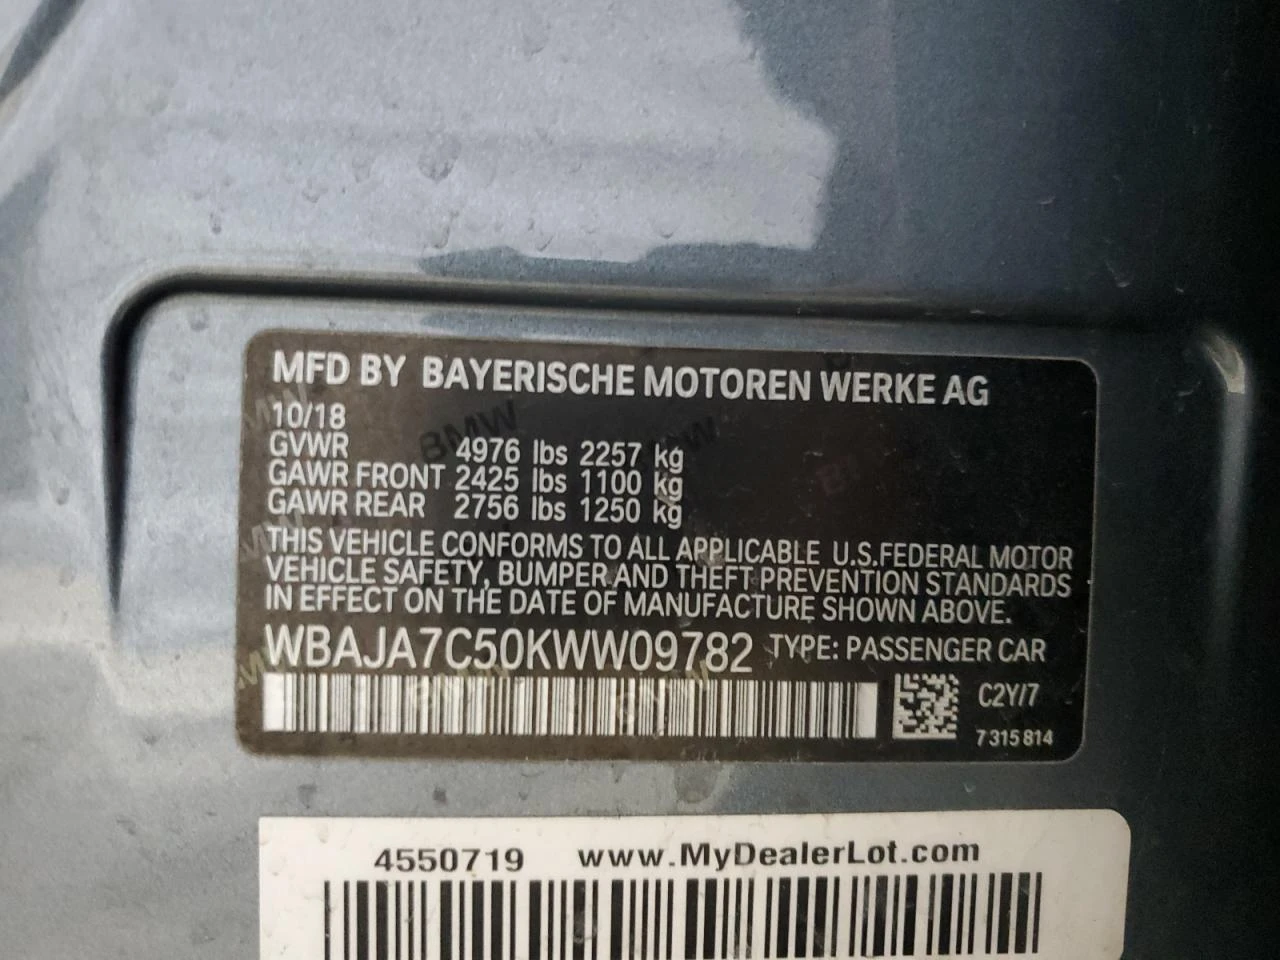 MFD BY BAYERISCHE MOTOREN WERKE AG
10/18
GVWR 4976 lbs 2257 kg
GAWR FRONT 2425 lbs 1100 kg
GAWR REAR 2756 lbs 1250 kg
THIS VEHICLE CONFORMS TO ALL APPLICABLE U.S.FEDERAL MOTOR
VEHICLE SAFETY, BUMPER AND THEFT PREVENTION STANDARDS
IN EFFECT ON THE DATE OF MANUFACTURE SHOWN ABOVE.
WBAJA7C50KWW09782 TYPE: PASSENGER CAR
C2Y/7
7 315 814
4550719 www.MyDealerLot.com